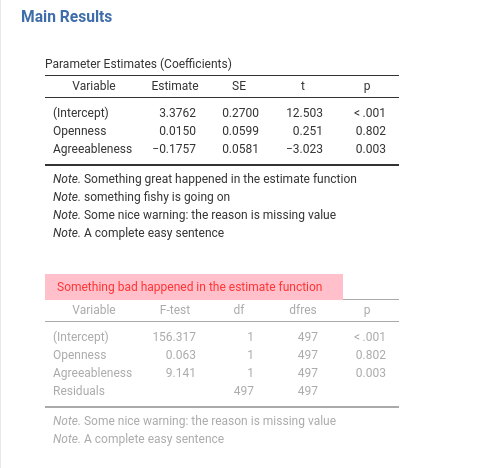 Main Results
Parameter Estimates (Coefficients)
Variable Estimate SE t p
(Intercept) 3.3762 0.2700 12.503 < .001
Openness 0.0150 0.0599 0.251 0.802
Agreeableness −0.1757 0.0581 −3.023 0.003
Note. Something great happened in the estimate function
Note. something fishy is going on
Note. Some nice warning: the reason is missing value
Note. A complete easy sentence
Something bad happened in the estimate function
Variable F-test df dfres p
(Intercept) 156.317 1 497 < .001
Openness 0.063 1 497 0.802
Agreeableness 9.141 1 497 0.003
Residuals 497 497
Note. Some nice warning: the reason is missing value
Note. A complete easy sentence